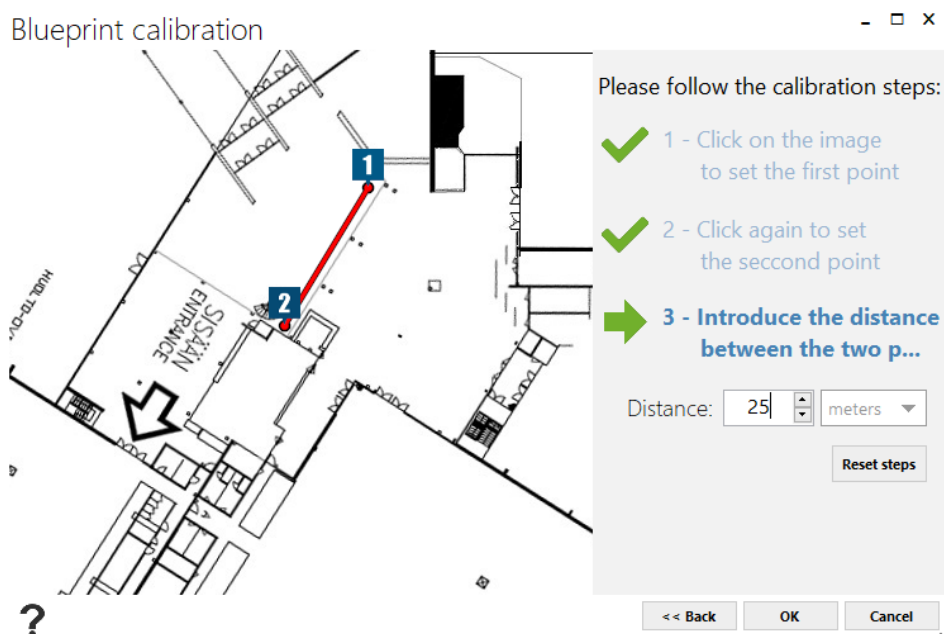 Blueprint calibration
Please follow the calibration steps:
1 - Click on the image
to set the first point
2 - Click again to set
the seccond point
3 - Introduce the distance
between the two p...
Distance: 25 meters
Reset steps
1
2
SISÄÄN
ENTRANCE
?
<< Back OK Cancel